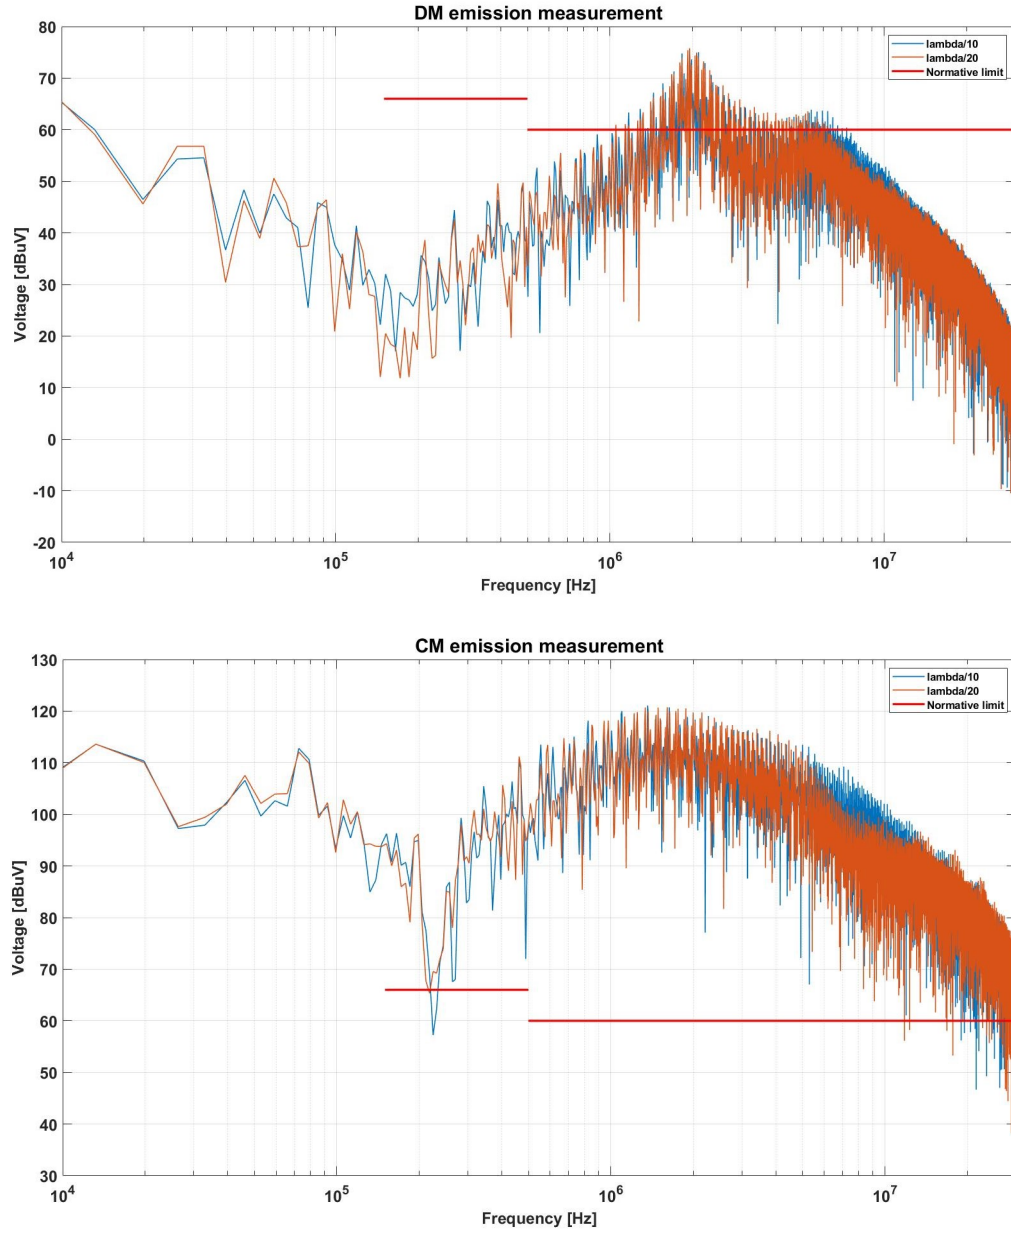 DM emission measurement
80
70
60
50
40
30
20
10
0
-10
-20
Voltage [dBuV]
lambda/10
lambda/20
Normative limit
10^4
10^5
10^6
10^7
Frequency [Hz]
CM emission measurement
130
120
110
100
90
80
70
60
50
40
30
Voltage [dBuV]
lambda/10
lambda/20
Normative limit
10^4
10^5
10^6
10^7
Frequency [Hz]